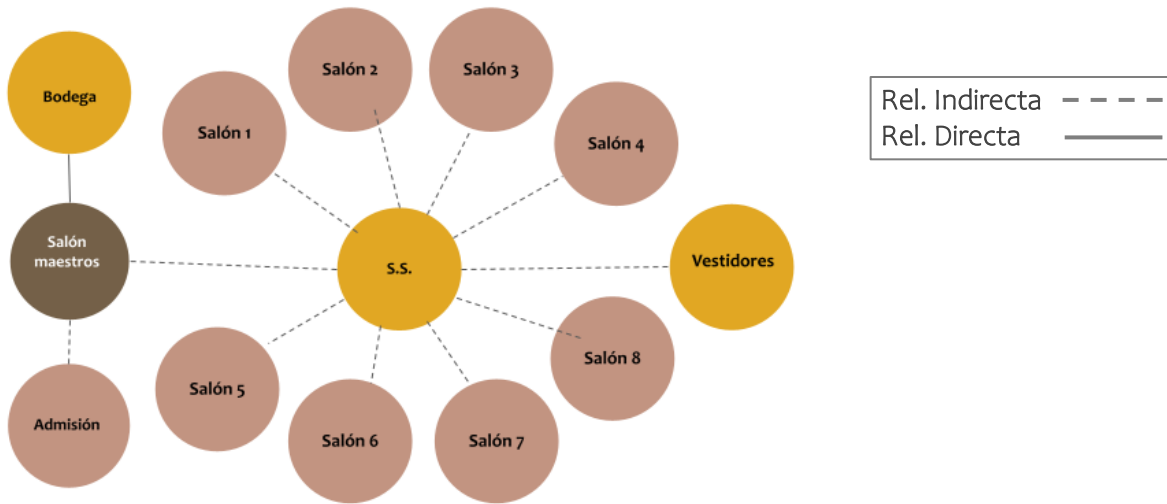 Bodega
Salón 1
Salón 2
Salón 3
Salón 4
Rel. Indirecta
Rel. Directa
Salón
maestros
S.S.
Vestidores
Salón 5
Salón 6
Salón 7
Salón 8
Admisión